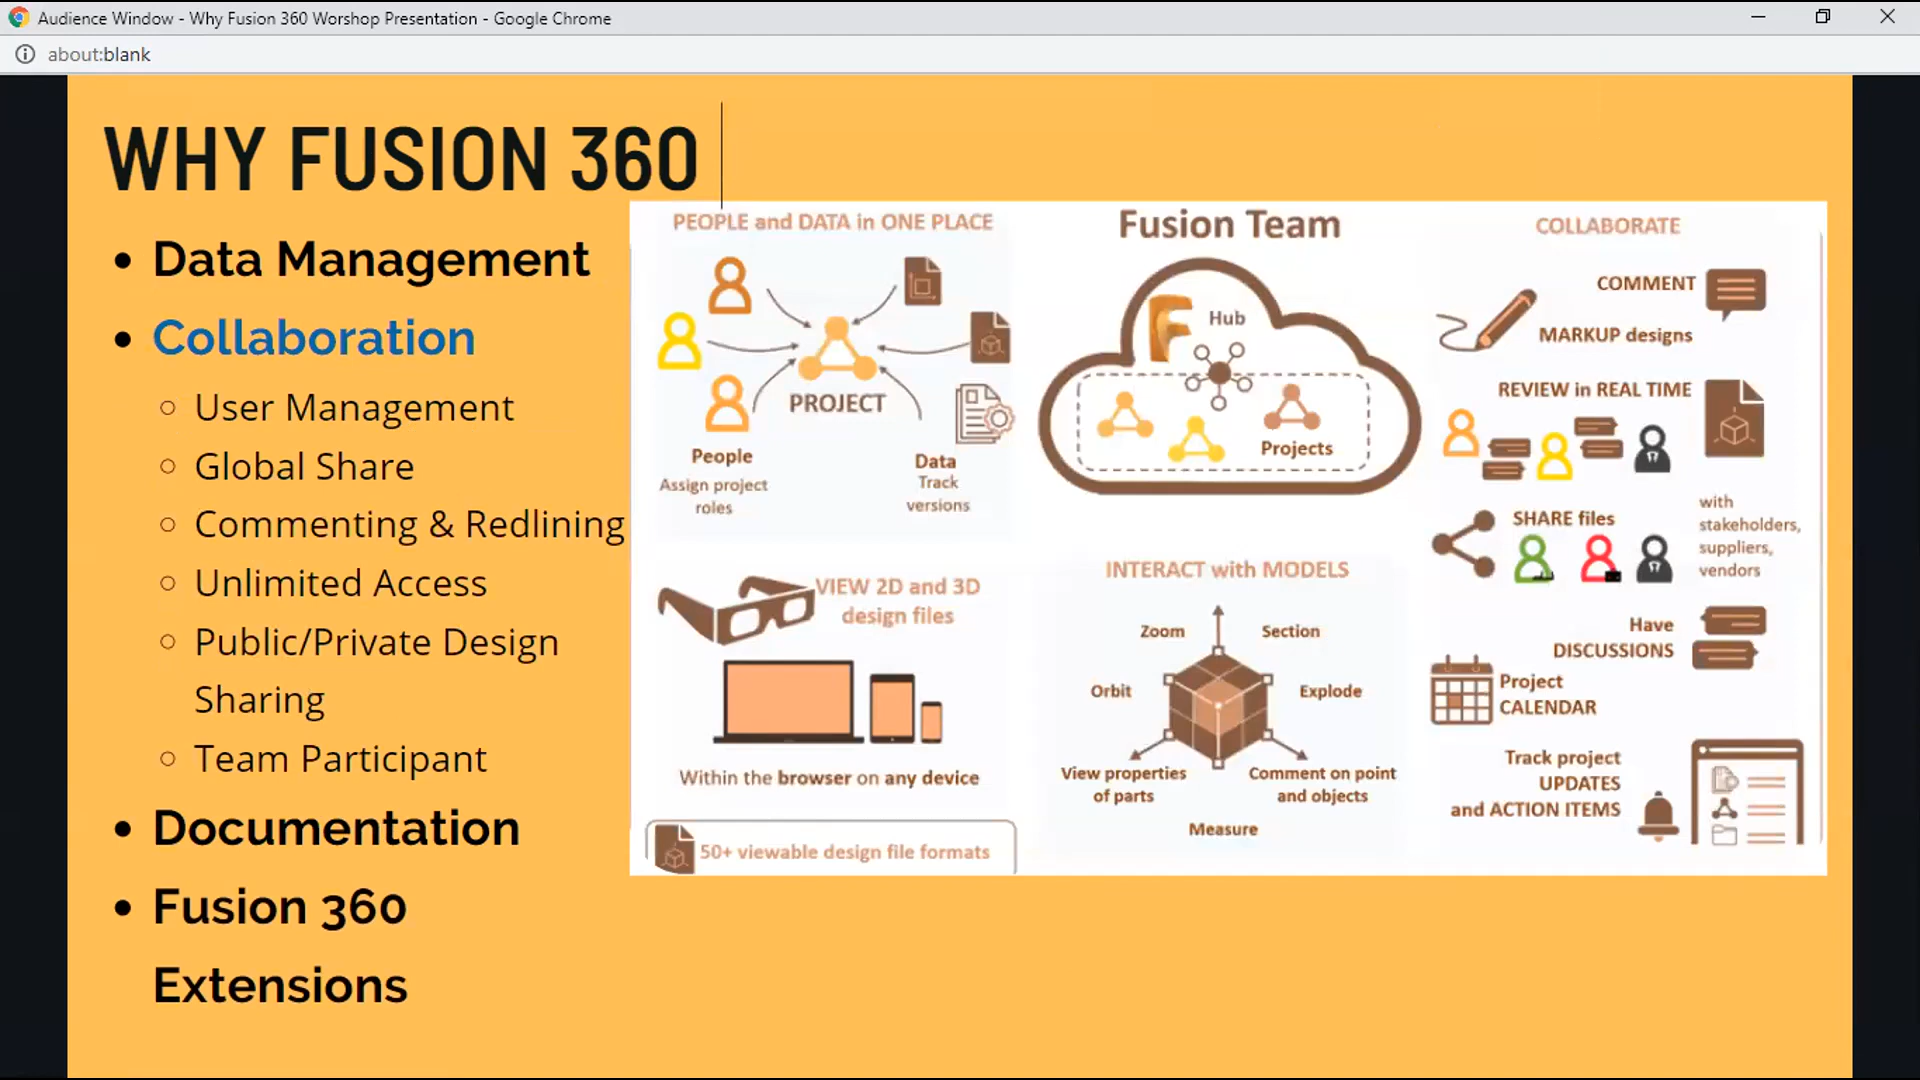 Audience Window - Why Fusion 360 Worshop Presentation - Google Chrome
about:blank
WHY FUSION 360
Data Management
Collaboration
User Management
Global Share
Commenting & Redlining
Unlimited Access
Public/Private Design
Sharing
Team Participant
Documentation
Fusion 360
Extensions
PEOPLE and DATA in ONE PLACE
PROJECT
People
Assign project
roles
Data
Track
versions
VIEW 2D and 3D
design files
Within the browser on any device
50+ viewable design file formats
Fusion Team
Hub
Projects
INTERACT with MODELS
Zoom
Section
Orbit
Explode
View properties
of parts
Comment on point
and objects
Measure
COLLABORATE
COMMENT
MARKUP designs
REVIEW in REAL TIME
SHARE files
with
stakeholders,
suppliers,
vendors
Have
DISCUSSIONS
Project
CALENDAR
Track project
UPDATES
and ACTION ITEMS